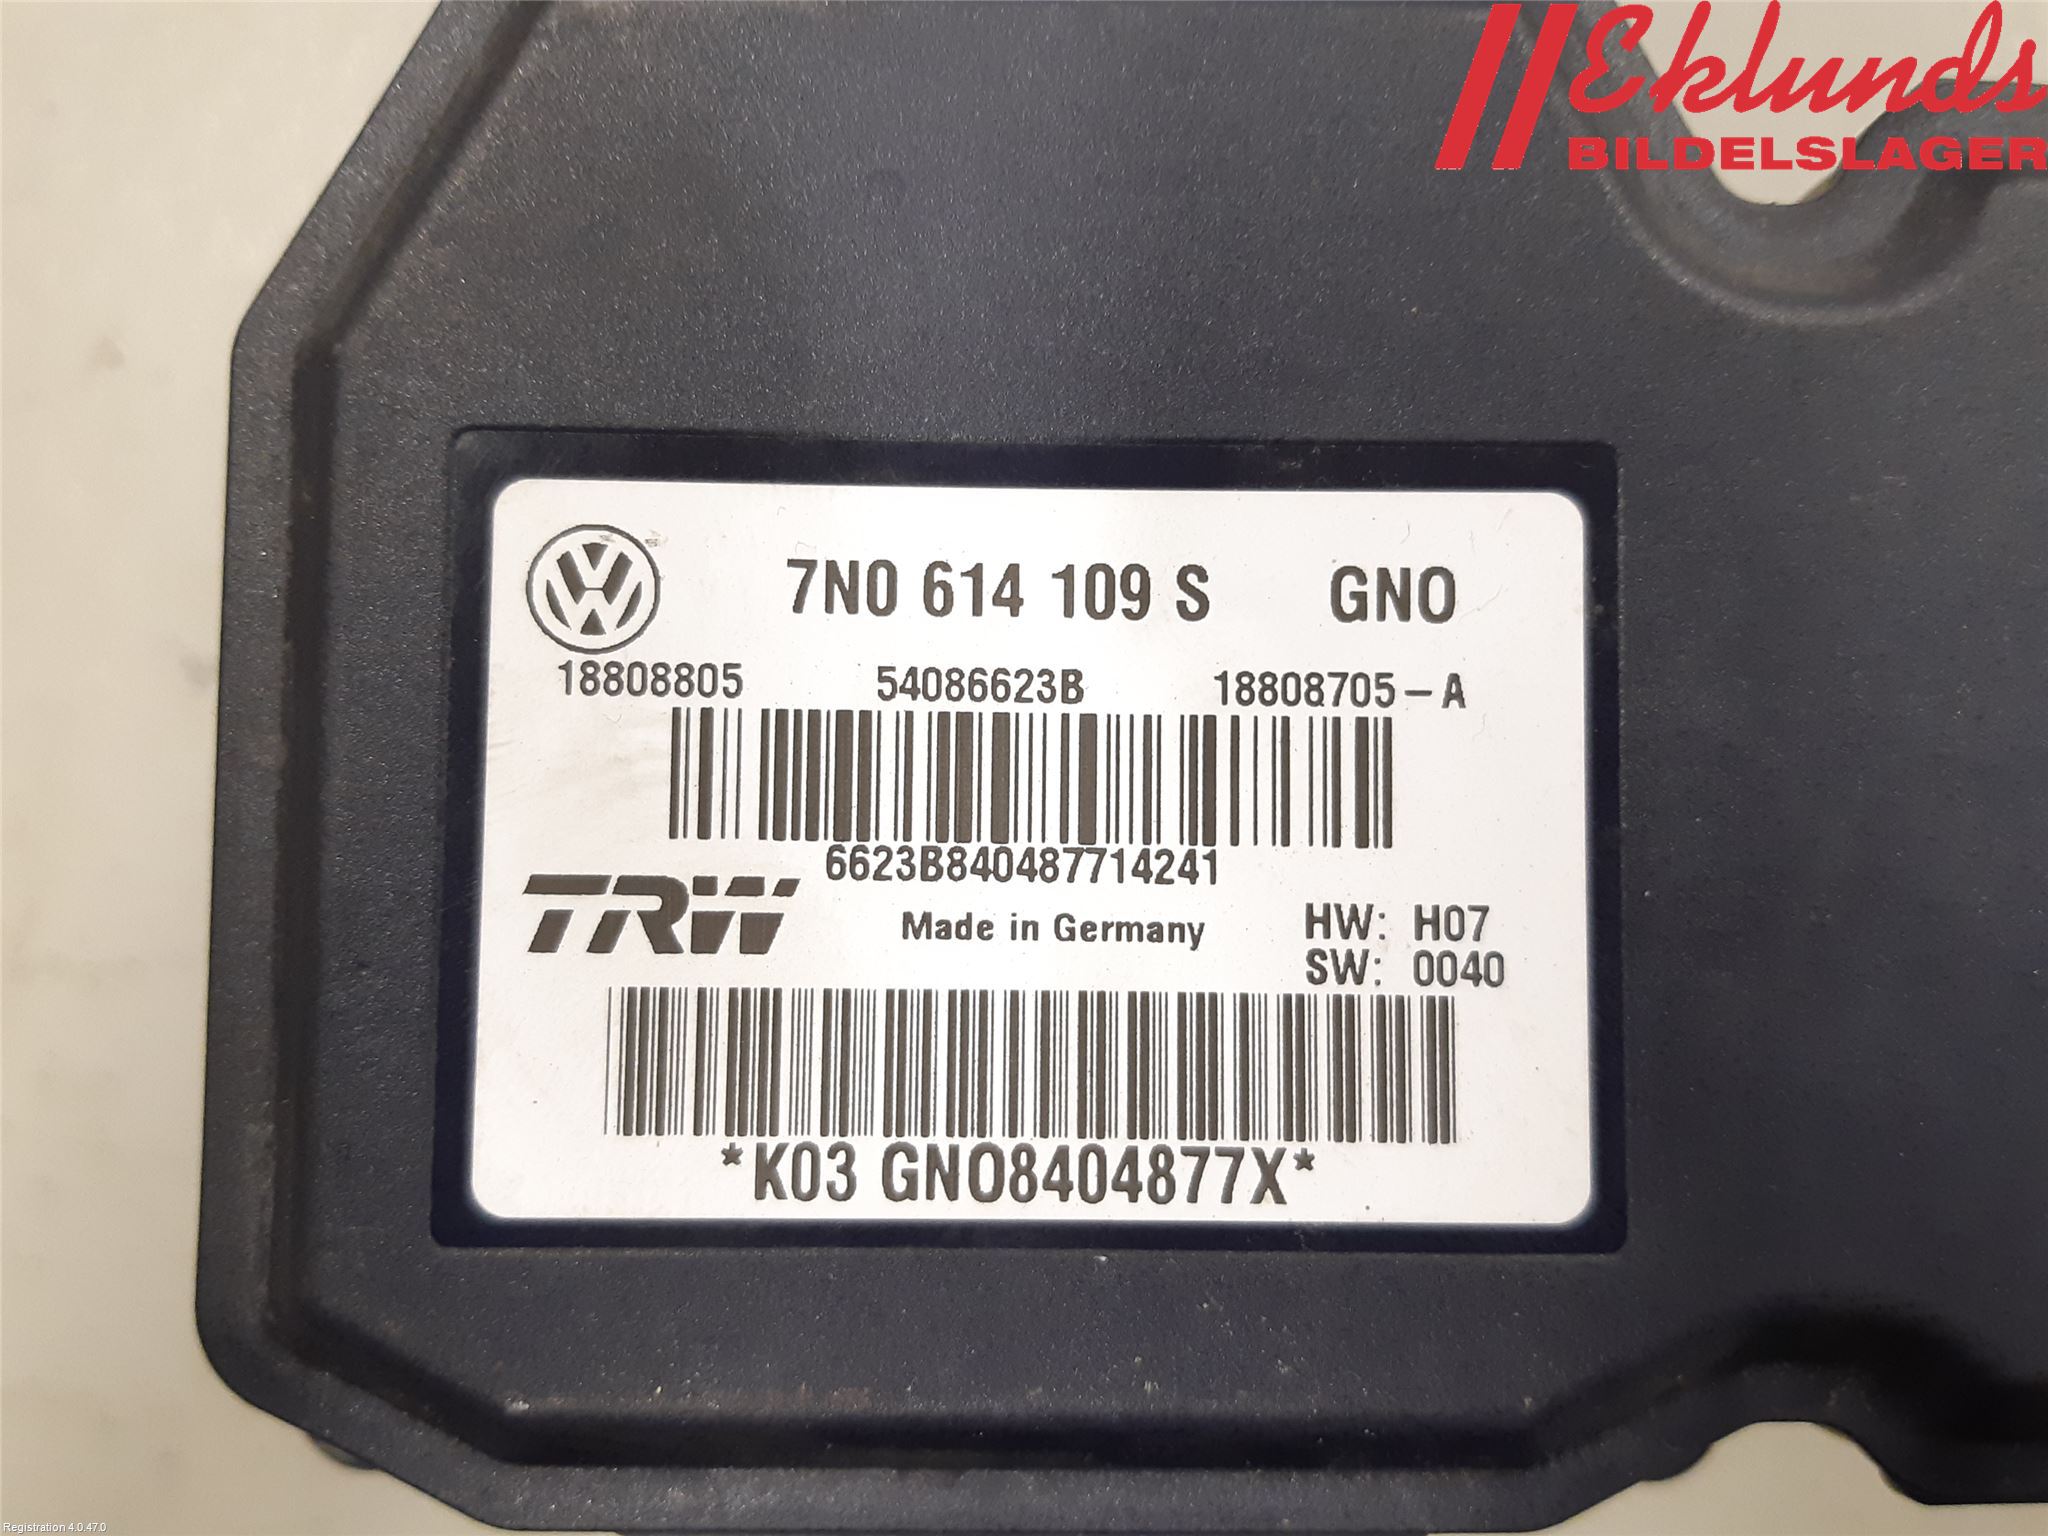 Eklunds
BILDELSLAGER
7N0 614 109 S GNO
18808805 54086623B 18808705-A
6623B840487714241
TRW Made in Germany HW: H07
SW: 0040
*K03 GNO8404877X*
Registration 4.0.47.0